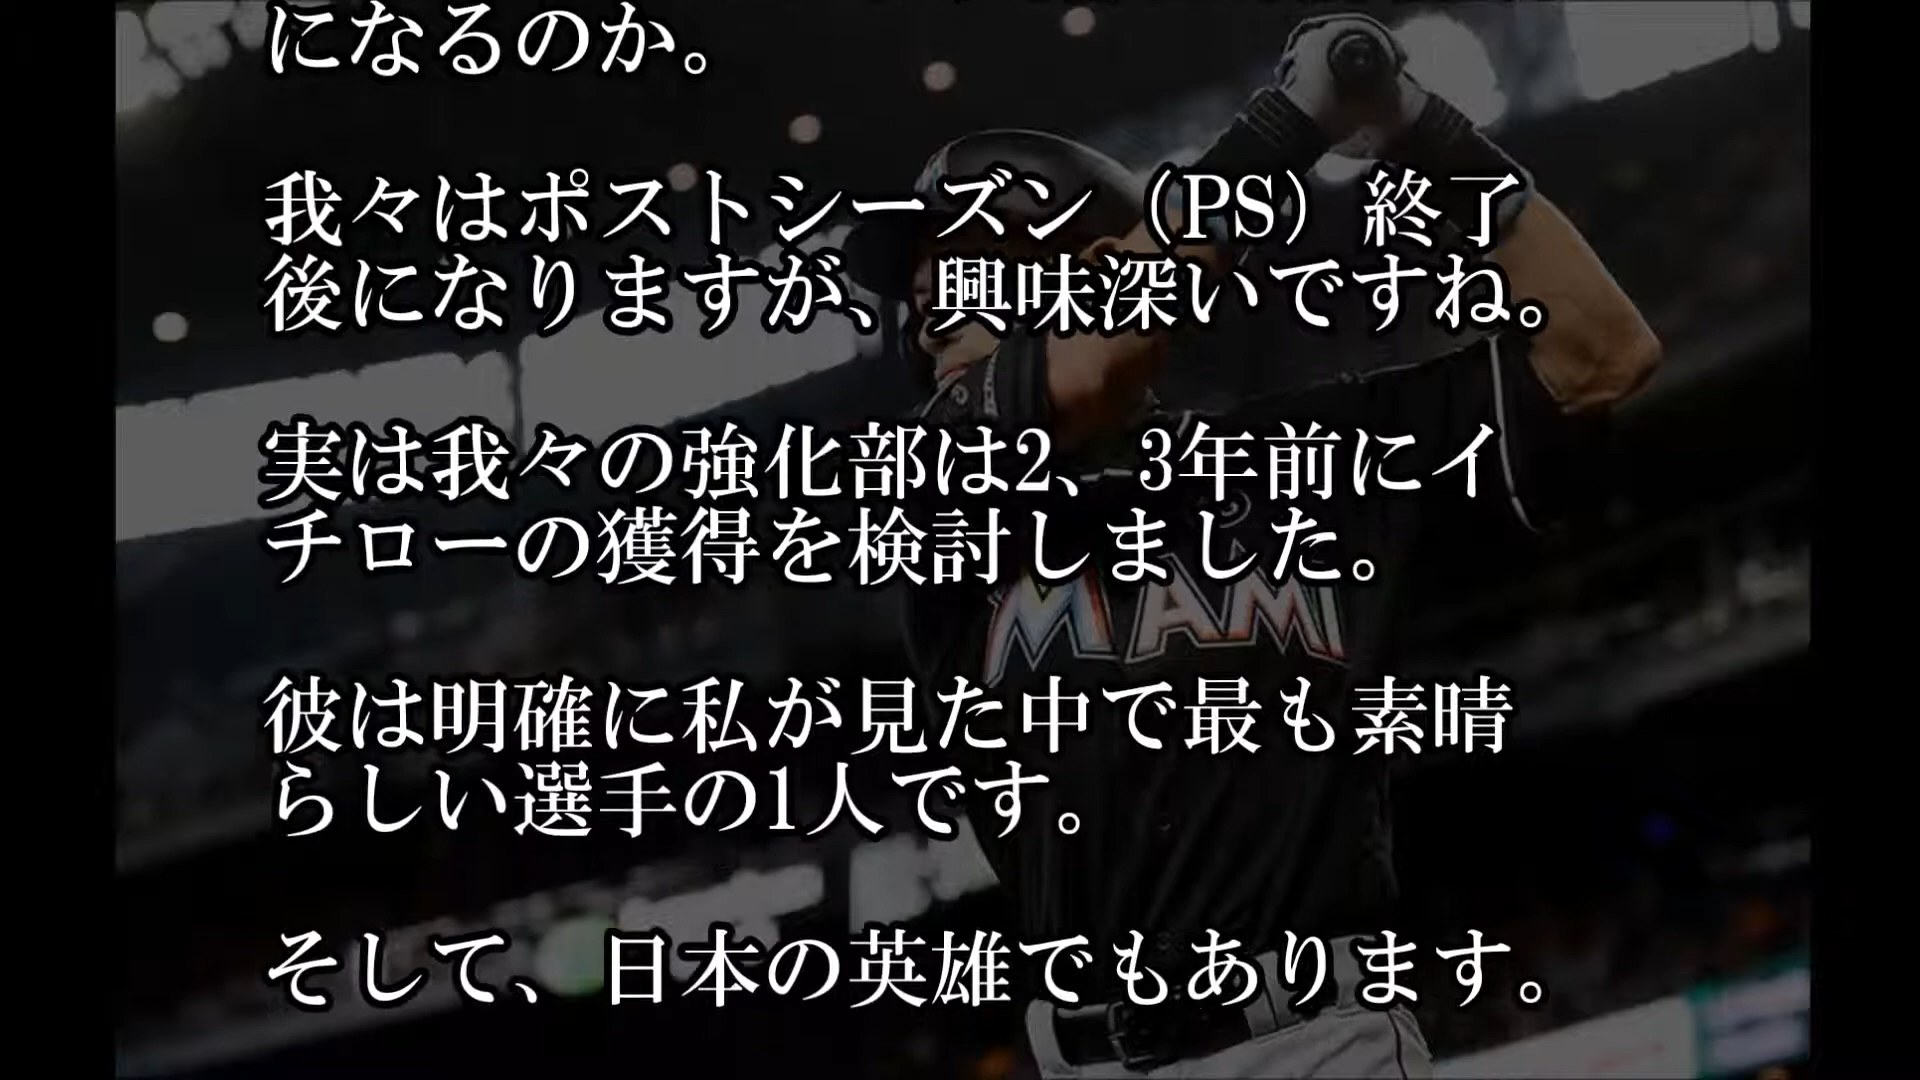 になるのか。
我々はポストシーズン（PS）終了
後になりますが、興味深いですね。
実は我々の強化部は2、3年前にイ
チローの獲得を検討しました。
MIAMI
彼は明確に私が見た中で最も素晴
らしい選手の1人です。
そして、日本の英雄でもあります。